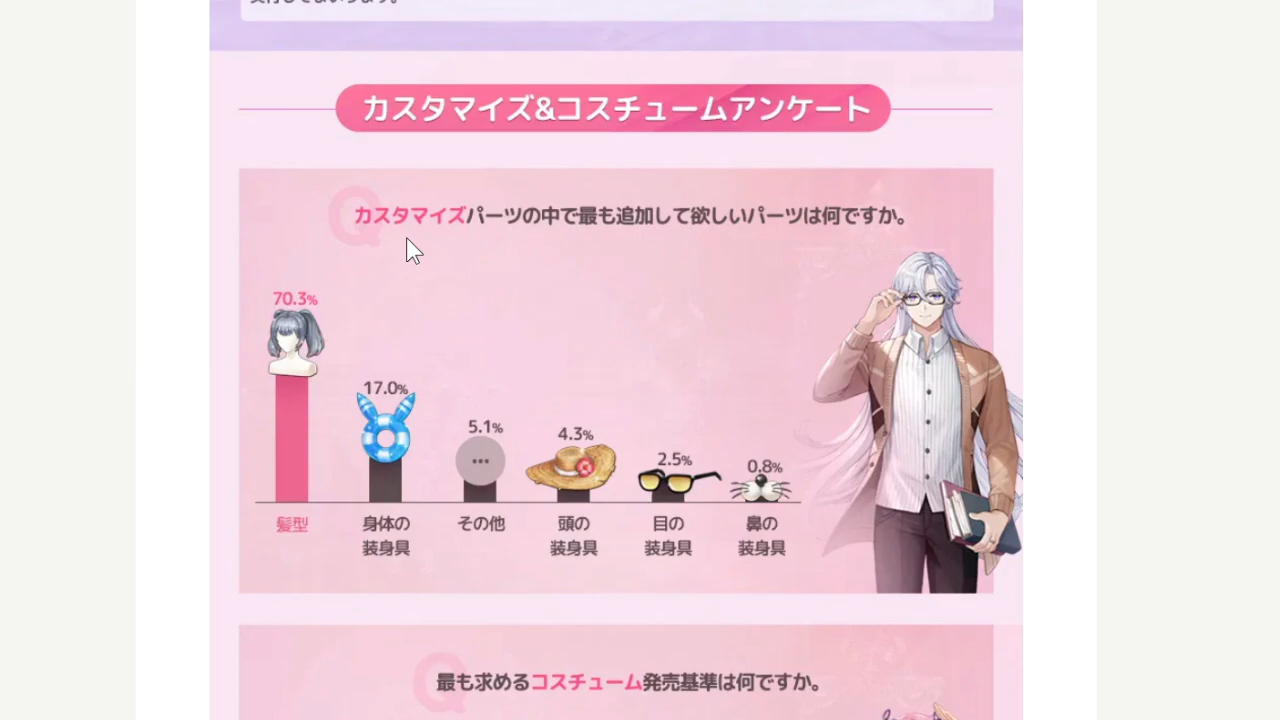 カスタマイズ&コスチュームアンケート
カスタマイズパーツの中で最も追加して欲しいパーツは何ですか。
70.3%
17.0%
5.1%
4.3%
2.5%
0.8%
髪型
身体の
装身具
その他
頭の
装身具
目の
装身具
鼻の
装身具
Q
最も求めるコスチューム発売基準は何ですか。